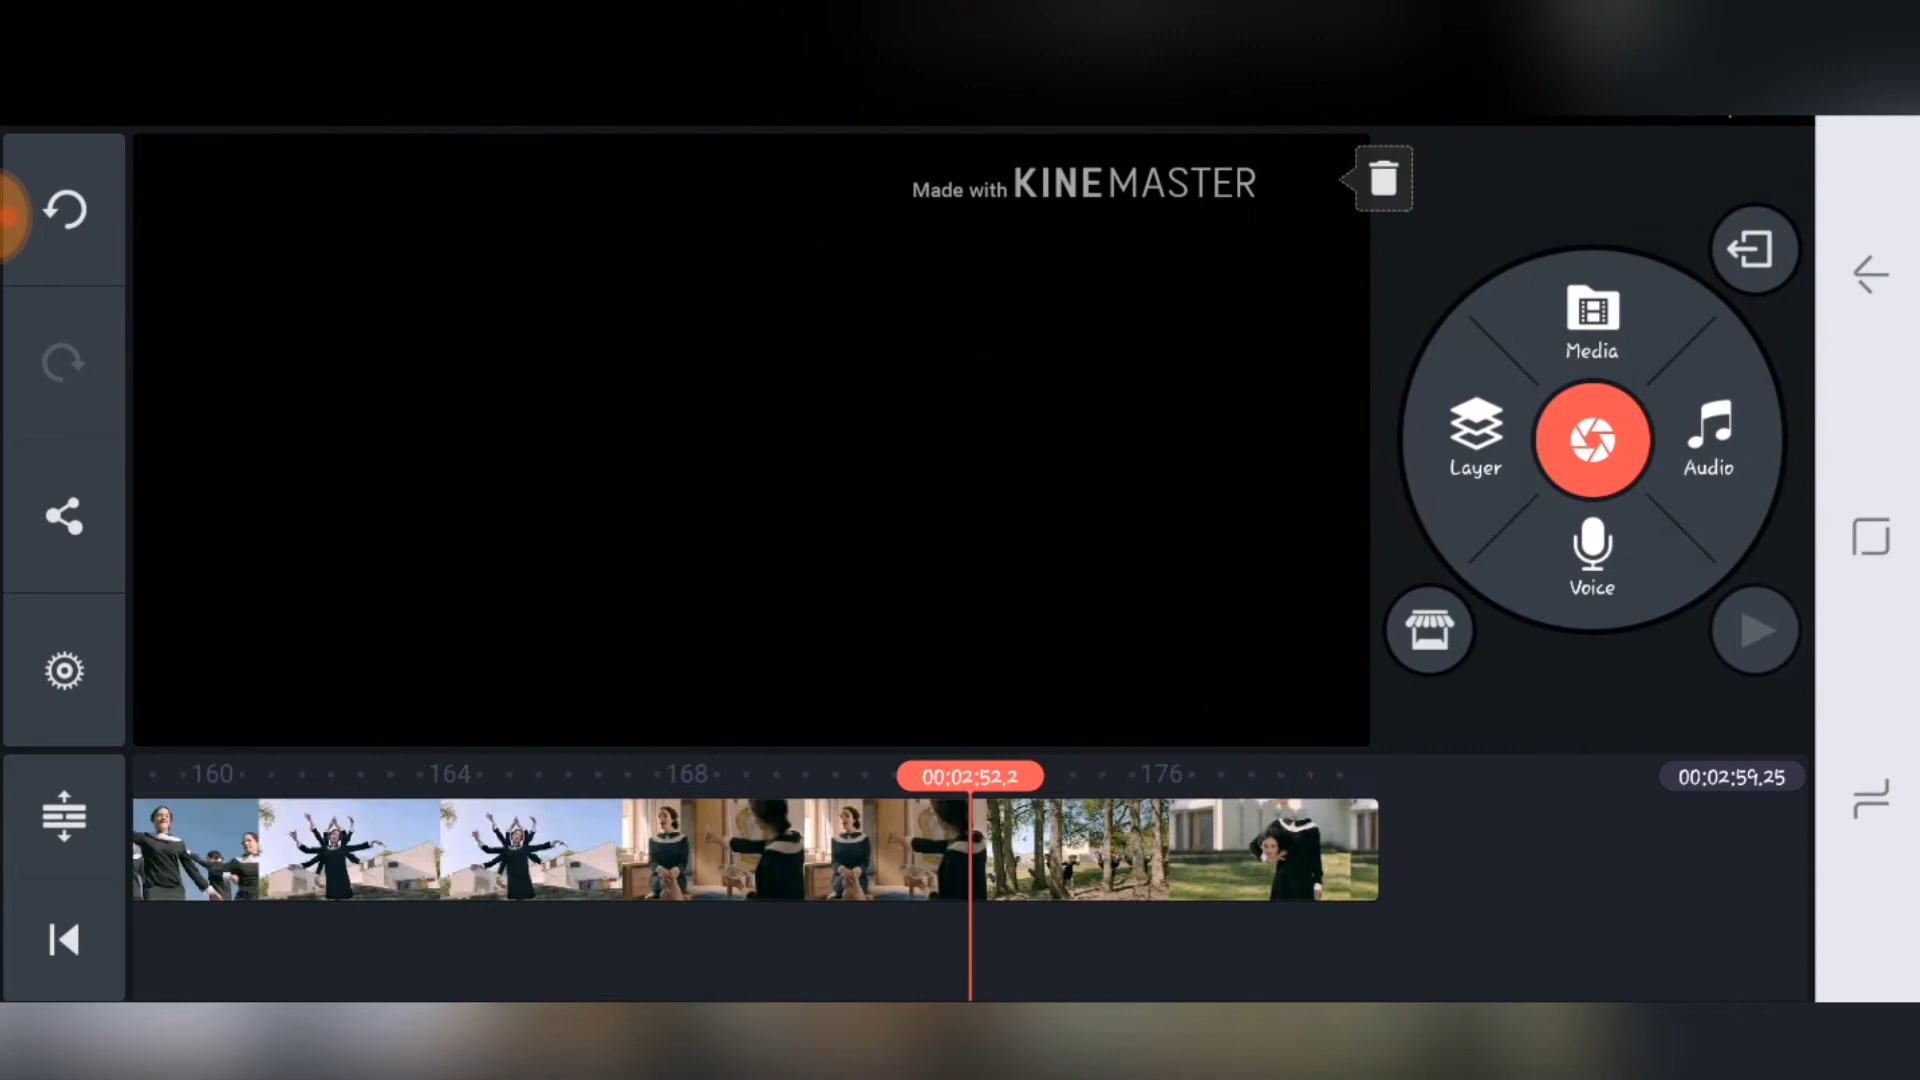 Made with KINEMASTER
Media
Layer
Audio
Voice
160
164
168
00:02:52.2
176
00:02:59.25